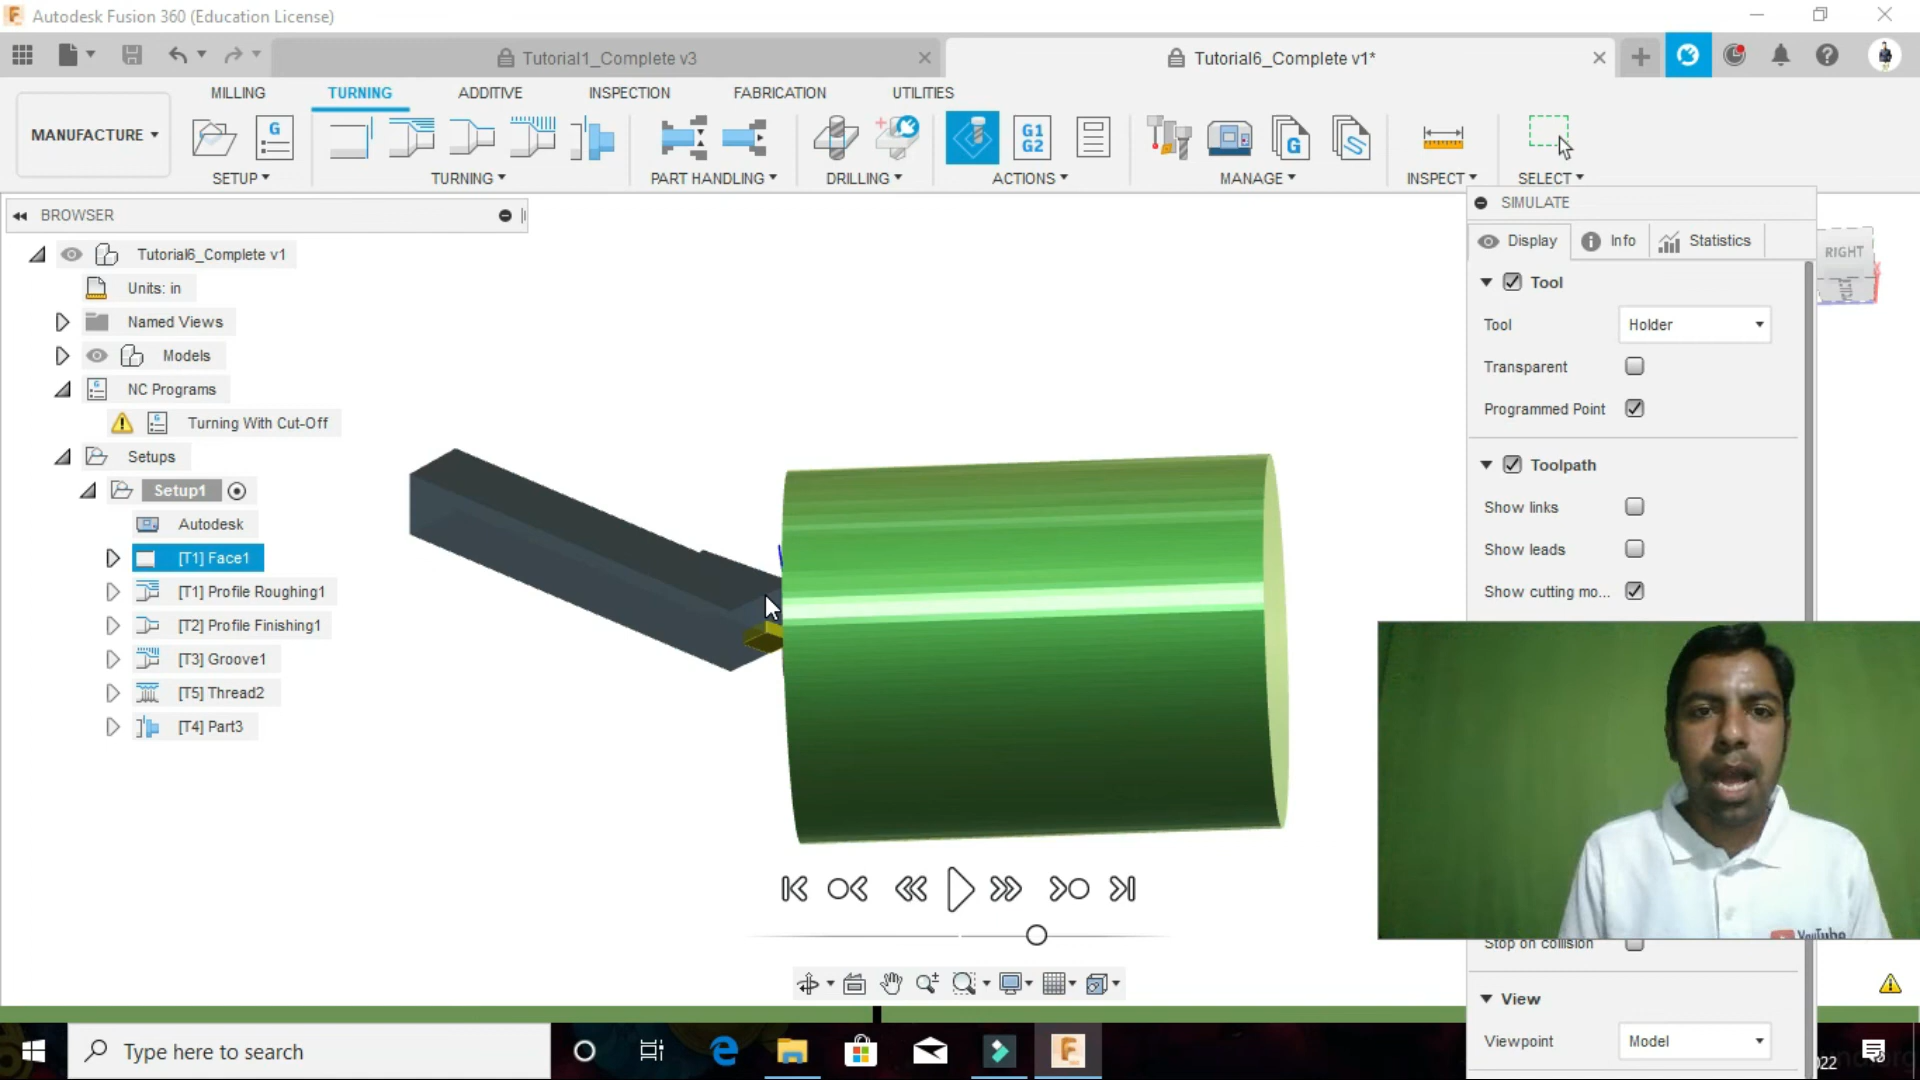 Autodesk Fusion 360 (Education License)
Tutorial1_Complete v3
Tutorial6_Complete v1*
MILLING
TURNING
ADDITIVE
INSPECTION
FABRICATION
UTILITIES
MANUFACTURE
G
G1
G2
G
SETUP
TURNING
PART HANDLING
DRILLING
ACTIONS
MANAGE
INSPECT
SELECT
BROWSER
Tutorial6_Complete v1
Units: in
Named Views
Models
NC Programs
Turning With Cut-Off
Setups
Setup1
Autodesk
[T1] Face1
[T1] Profile Roughing1
[T2] Profile Finishing1
[T3] Groove1
[T5] Thread2
[T4] Part3
SIMULATE
Display
Info
Statistics
Tool
Tool
Holder
Transparent
Programmed Point
Toolpath
Show links
Show leads
Show cutting mo...
Stop on collision
View
Viewpoint
Model
RIGHT
YouTube
Type here to search